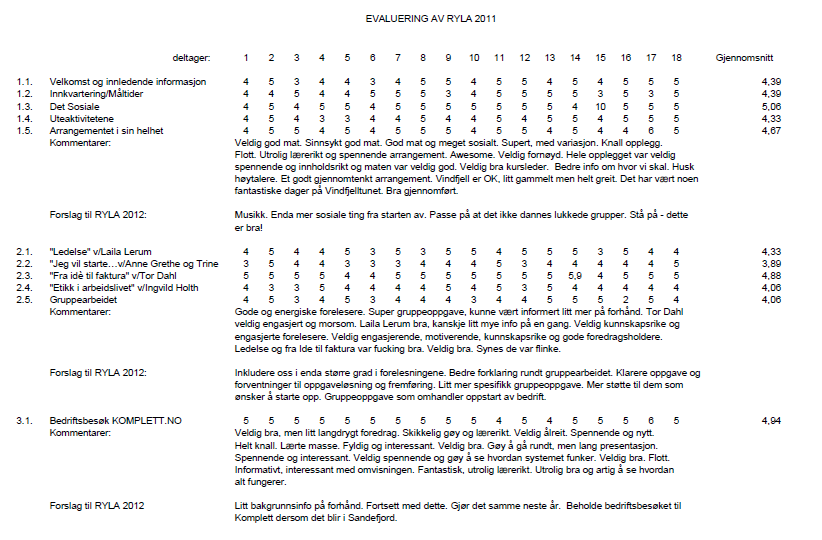 EVALUERING AV RYLA 2011
deltager: 1 2 3 4 5 6 7 8 9 10 11 12 13 14 15 16 17 18 Gjennomsnitt
1.1. Velkomst og innledende informasjon 4 5 3 4 4 3 4 5 5 4 5 5 4 5 4 5 5 5 4,39
1.2. Innkvartering/Måltider 4 4 5 4 4 5 5 5 3 4 5 5 5 5 3 5 3 5 4,39
1.3. Det Sosiale 4 5 4 5 5 4 5 5 5 5 5 5 5 4 10 5 5 5 5,06
1.4. Uteaktivitetene 4 5 4 3 3 4 4 5 4 5 4 4 5 5 4 5 5 5 4,33
1.5. Arrangementet i sin helhet 4 5 5 4 5 4 5 5 5 4 5 5 4 5 4 4 6 5 4,67
Kommentarer: Veldig god mat. Sinnsykt god mat. God mat og meget sosialt. Supert, med variasjon. Knall opplegg.
Flott. Utrolig lærerikt og spennende arrangement. Awesome. Veldig fornøyd. Hele opplegget var veldig
spennende og innholdsrikt og maten var veldig god. Veldig bra kursleder. Bedre info om hvor vi skal. Husk
høytalere. Et godt gjennomtenkt arrangement. Vindfjell er OK, litt gammelt men helt greit. Det har vært noen
fantastiske dager på Vindfjelltunet. Bra gjennomført.
Forslag til RYLA 2012: Musikk. Enda mer sosiale ting fra starten av. Passe på at det ikke dannes lukkede grupper. Stå på - dette
er bra!
2.1. "Ledelse" v/Laila Lerum 4 5 4 4 5 3 5 3 5 5 4 5 5 5 3 5 4 4 4,33
2.2. "Jeg vil starte…v/Anne Grethe og Trine 3 5 4 4 3 3 3 4 4 4 5 3 4 4 4 4 4 5 3,89
2.3. "Fra idè til faktura" v/Tor Dahl 5 5 5 5 4 4 5 5 5 5 5 5 5 5,9 4 5 5 5 4,88
2.4. "Etikk i arbeidslivet" v/Ingvild Holth 4 3 3 5 4 4 4 4 5 4 5 3 5 4 4 4 4 4 4,06
2.5. Gruppearbeidet 4 5 3 4 5 3 4 4 4 3 4 4 5 5 5 2 5 4 4,06
Kommentarer: Gode og energiske forelesere. Super gruppeoppgave, kunne vært informert litt mer på forhånd. Tor Dahl
veldig engasjert og morsom. Laila Lerum bra, kanskje litt mye info på en gang. Veldig kunnskapsrike og
engasjerte forelesere. Veldig engasjerende, motiverende, kunnskapsrike og gode foredragsholdere.
Ledelse og fra Ide til faktura var fucking bra. Veldig bra. Synes de var flinke.
Forslag til RYLA 2012: Inkludere oss i enda større grad i forelesningene. Bedre forklaring rundt gruppearbeidet. Klarere oppgave og
forventinger til oppgaveløsning og fremføring. Litt mer spesifikk gruppeoppgave. Mer støtte til dem som
ønsker å starte opp. Gruppeoppgave som omhandler oppstart av bedrift.
3.1. Bedriftsbesøk KOMPLETT.NO 5 5 5 5 5 5 5 5 5 5 4 5 4 5 5 5 6 5 4,94
Kommentarer: Veldig bra, men litt langdrygt foredrag. Skikkelig gøy og lærerikt. Veldig ålreit. Spennende og nytt.
Helt knall. Lærte masse. Fyldig og interessant. Veldig bra. Gøy å gå rundt, men lang presentasjon.
Spennende og interessant. Veldig spennende og gøy å se hvordan systemet funker. Veldig bra. Flott.
Informativt, interessant med omvisningen. Fantastisk, utrolig lærerikt. Utrolig bra og artig å se hvordan
alt fungerer.
Forslag til RYLA 2012 Litt bakgrunnsinfo på forhånd. Fortsett med dette. Gjør det samme neste år. Beholde bedriftsbesøket til
Komplett dersom det blir i Sandefjord.